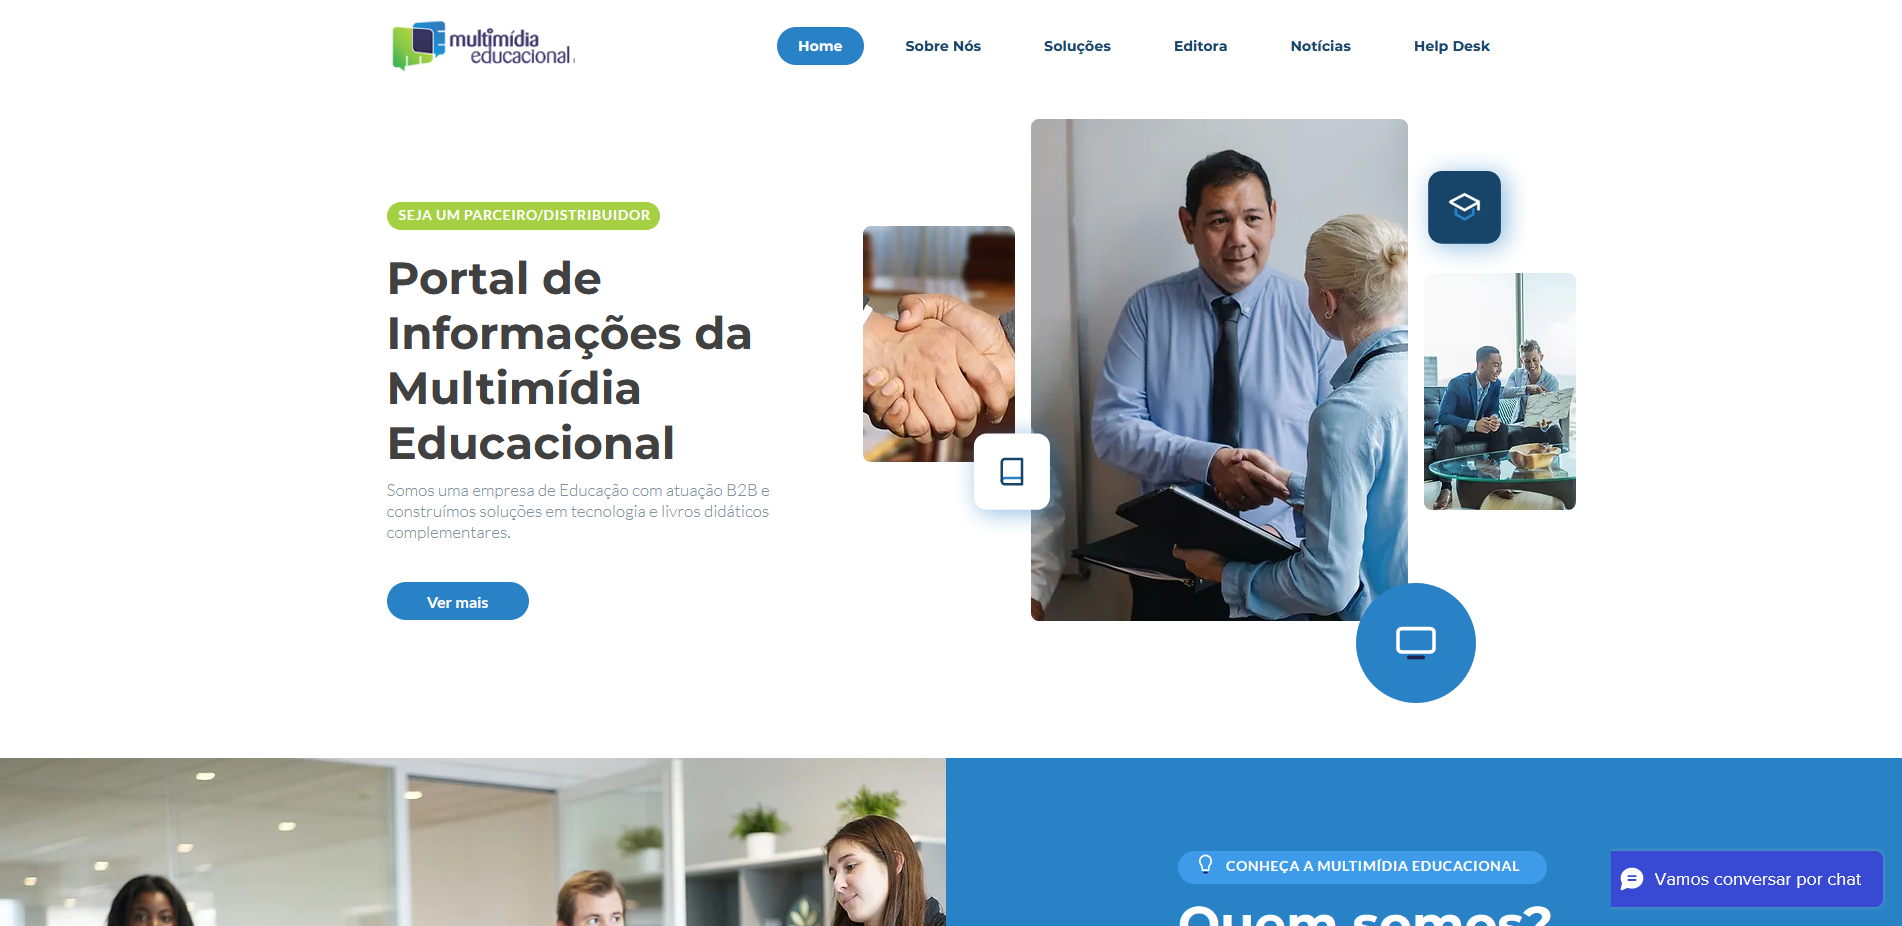 multimídia
educacional
Home
Sobre Nós
Soluções
Editora
Notícias
Help Desk
SEJA UM PARCEIRO/DISTRIBUIDOR
Portal de
Informações da
Multimídia
Educacional
Somos uma empresa de Educação com atuação B2B e
construímos soluções em tecnologia e livros didáticos
complementares.
Ver mais
CONHEÇA A MULTIMÍDIA EDUCACIONAL
Quem somos?
Vamos conversar por chat